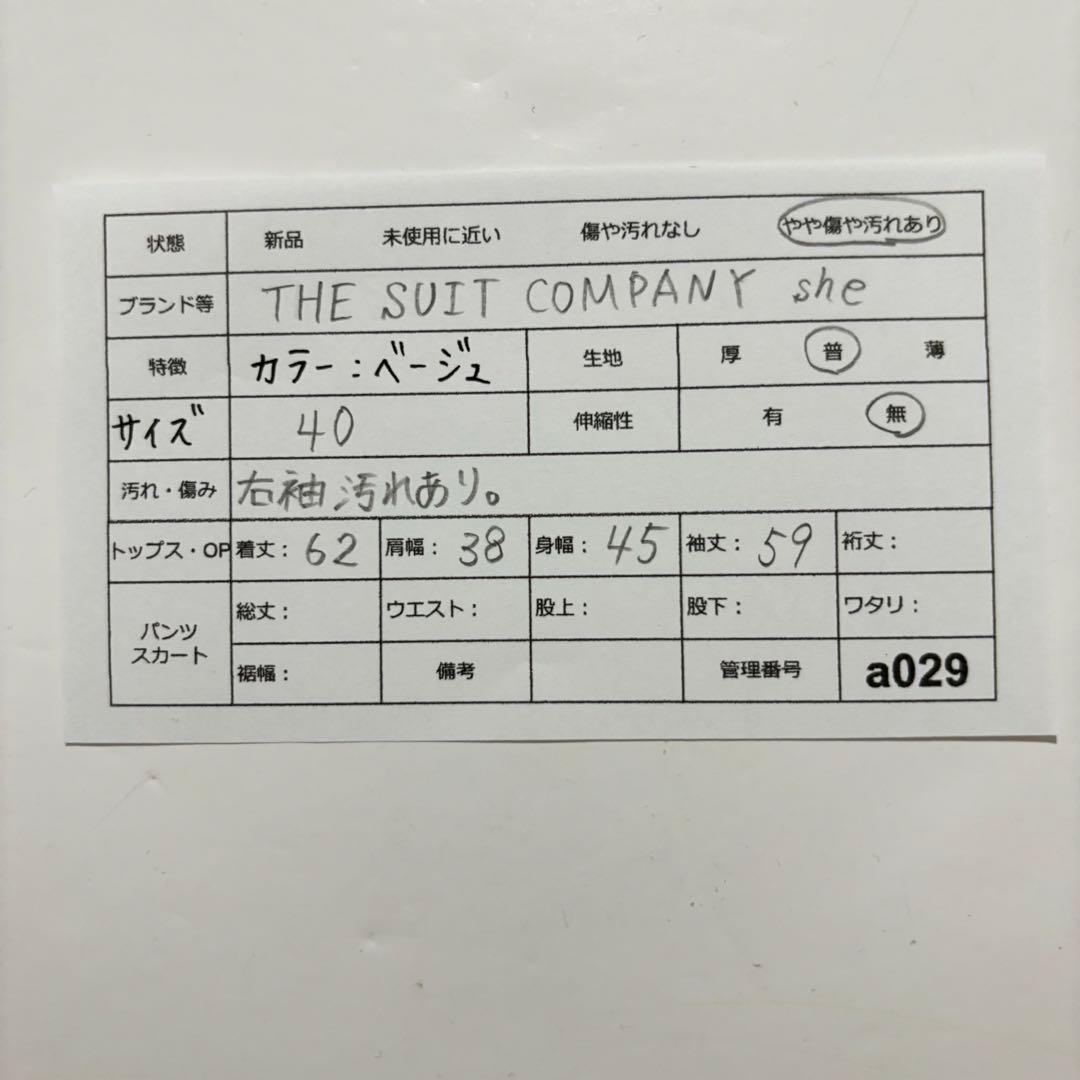 状態 新品 未使用に近い 傷や汚れなし やや傷や汚れあり
ブランド等 THE SUIT COMPANY she
特徴 カラー：ベージュ 生地 厚 普 薄
サイズ 40 伸縮性 有 無
汚れ・傷み 右袖汚れあり。
トップス・OP 着丈：62 肩幅：38 身幅：45 袖丈：59 裄丈：
パンツ
スカート
総丈： ウエスト： 股上： 股下： ワタリ：
裾幅： 備考 管理番号 a029